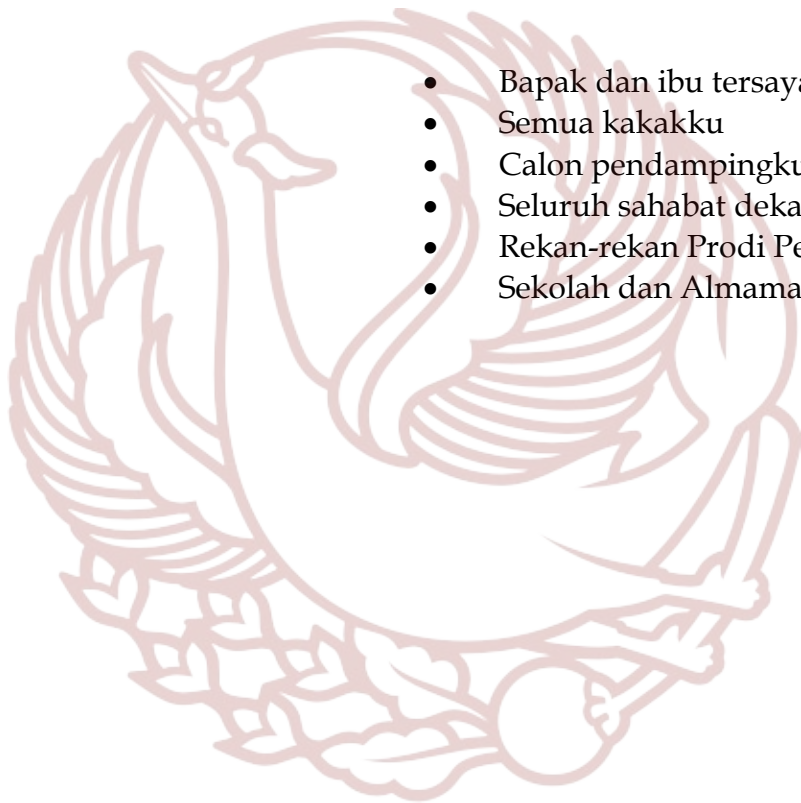 • Bapak dan ibu tersaya
• Semua kakakku
• Calon pendampingku
• Seluruh sahabat deka
• Rekan-rekan Prodi Pe
• Sekolah dan Almama